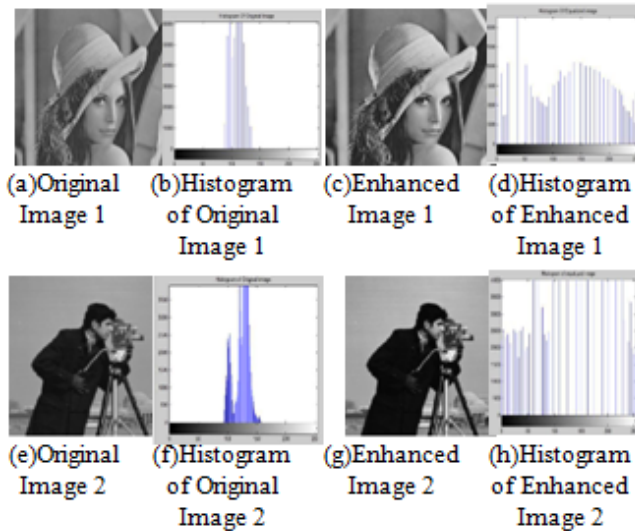 (a)Original (b)Histogram (c)Enhanced (d)Histogram
Image 1 of Original Image 1 of Enhanced
Image 1 Image 1
(e)Original (f)Histogram (g)Enhanced (h)Histogram
Image 2 of Original Image 2 of Enhanced
Image 2 Image 2